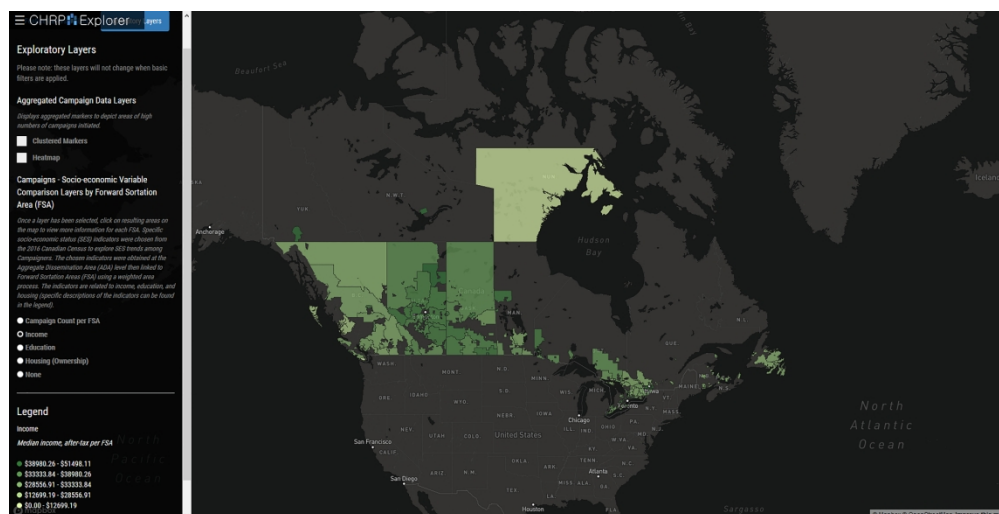 ☰ CHRP Explorer
Exploratory Layers
Please note: these layers will not change when basic
filters are applied.
Aggregated Campaign Data Layers
Displays aggregated markers to depict areas of high
numbers of campaigns initiated.
Clustered Markers
Heatmap
Campaigns - Socio-economic Variable
Comparison Layers by Forward Sortation
Area (FSA)
Once a layer has been selected, click on resulting areas on
the map to view more information for each FSA. Specific
socio-economic status (SES) indicators were chosen from
the 2016 Canadian Census to explore SES trends among
Campaigners. The chosen indicators were obtained at the
Aggregate Dissemination Area (ADA) level then linked to
Forward Sortation Areas (FSA) using a weighted area
process. The indicators are related to income, education, and
housing (specific descriptions of the indicators can be found
in the legend).
Campaign Count per FSA
Income
Education
Housing (Ownership)
None
Legend
Income
Median income, after-tax per FSA
$38980.26 - $51498.11
$33333.84 - $38980.26
$28556.91 - $33333.84
$12699.19 - $28556.91
$0.00 - $12699.19
mapbox
Beaufort Sea
Anchorage
YUK.
N.W.T.
Iceland
Hudson
Bay
MAN.
N.L.
QUE.
WASH.
MONT.
N.D.
MINN.
ORE.
IDAHO
WYO.
S.D.
WIS.
MICH.
Toronto
N.Y.
VT.
MAINE
N.S.
MASS.
NEBR.
IOWA
Chicago
ILL.
IND.
OHIO
PA.
MD.
N.J.
NEV.
UTAH
COLO.
United States
W.VA.
VA.
KY.
San Francisco
CALIF.
OKLA.
ARK.
TENN.
N.C.
Atlanta
S.C.
San Diego
ARIZ.
N.M.
TEX.
MISS.
ALA.
GA.
LA.
Houston
FLA.
North
Pacific
Ocean
North
Atlantic
Ocean
Sargasso